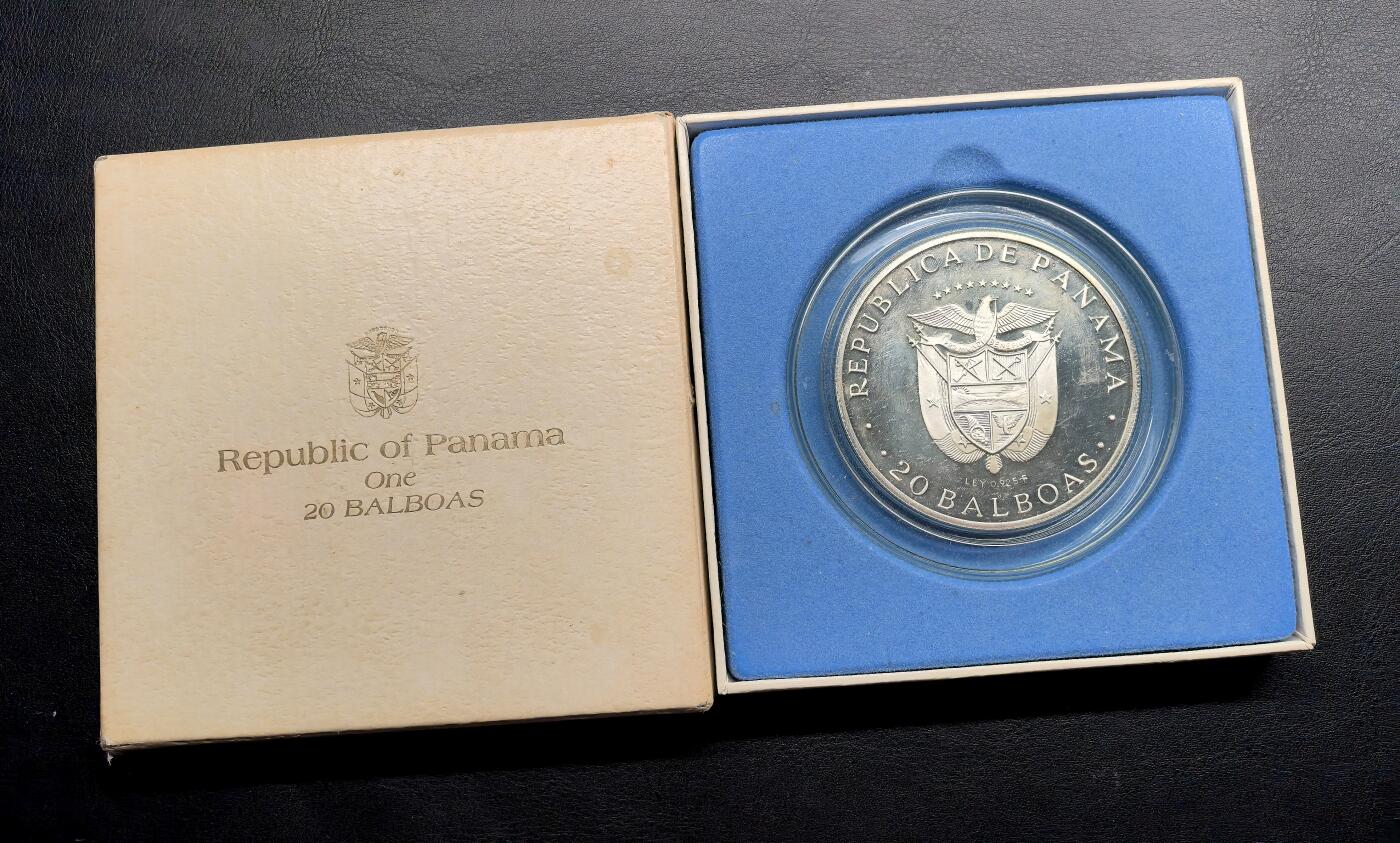 Republic of Panama
One
20 BALBOAS
REPUBLICA DE PANAMA
LEY 0.925
· 20 BALBOAS ·